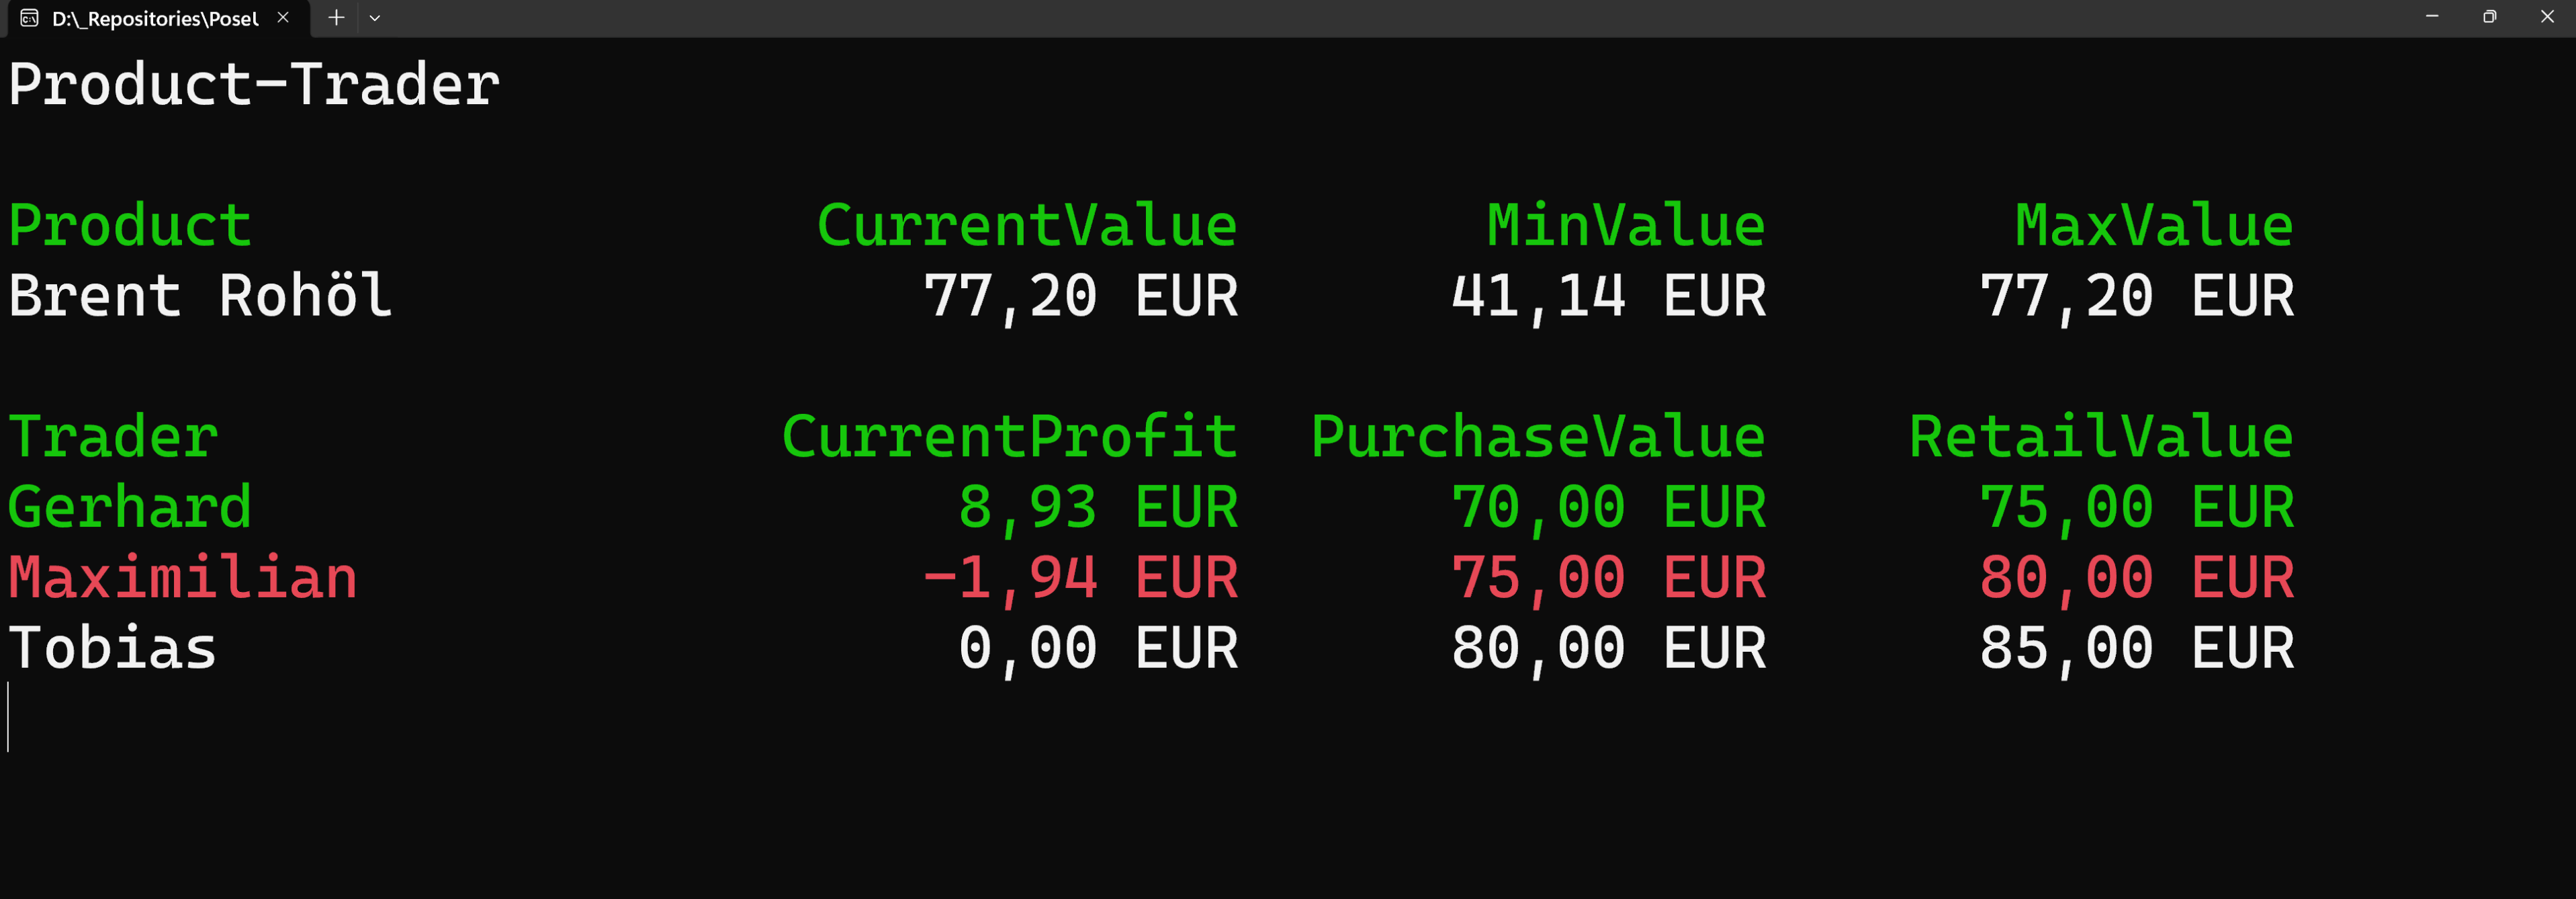 D:\_Repositories\Posel
Product-Trader
Product CurrentValue MinValue MaxValue
Brent Rohöl 77,20 EUR 41,14 EUR 77,20 EUR
Trader CurrentProfit PurchaseValue RetailValue
Gerhard 8,93 EUR 70,00 EUR 75,00 EUR
Maximilian -1,94 EUR 75,00 EUR 80,00 EUR
Tobias 0,00 EUR 80,00 EUR 85,00 EUR